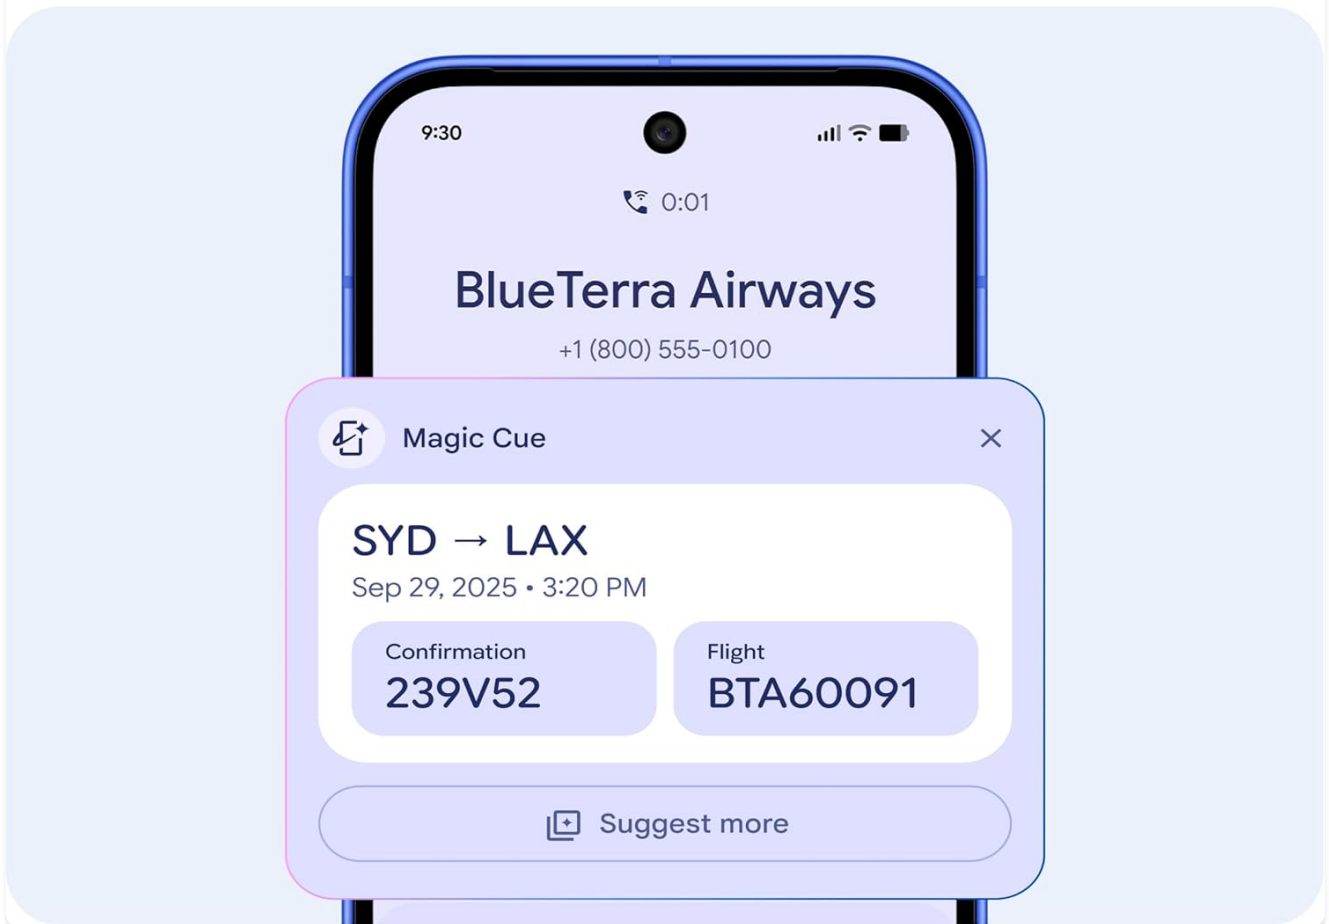 9:30
0:01
BlueTerra Airways
+1 (800) 555-0100
Magic Cue
SYD → LAX
Sep 29, 2025 • 3:20 PM
Confirmation
239V52
Flight
BTA60091
Suggest more